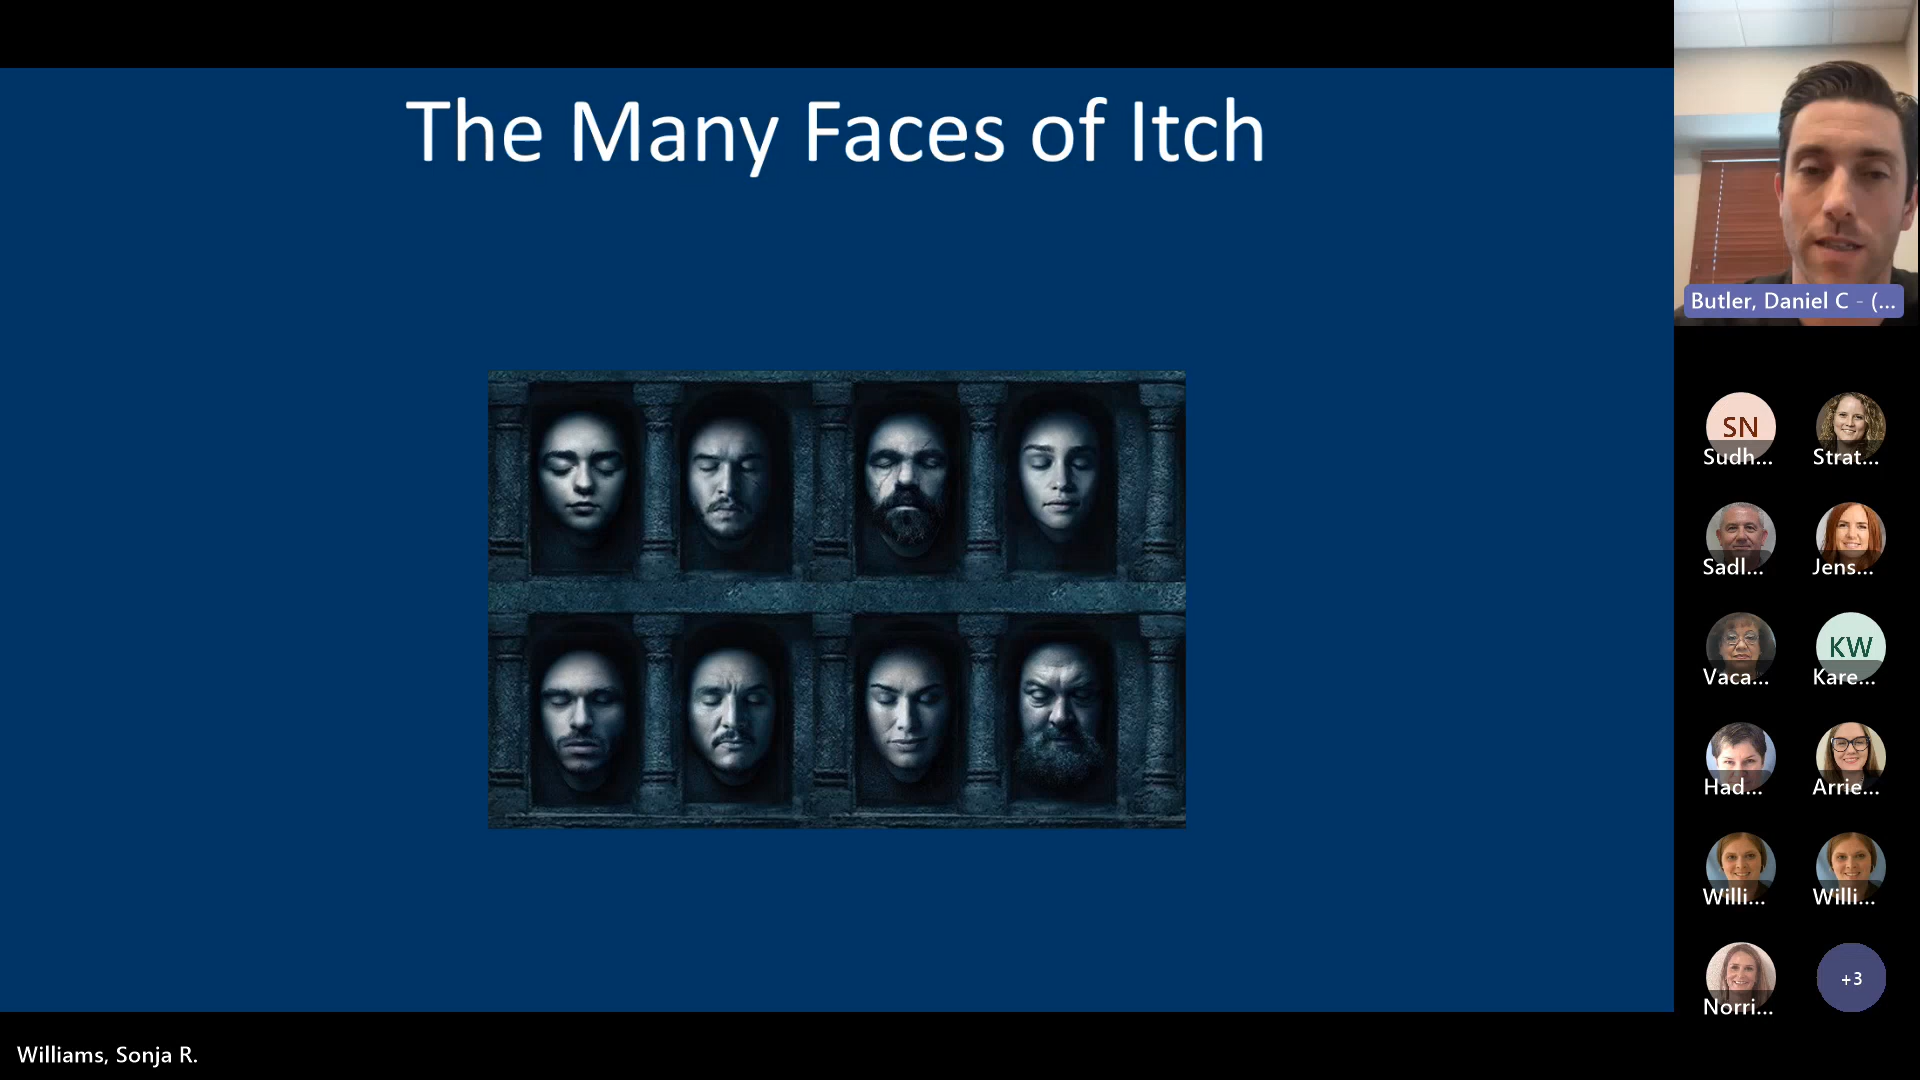 The Many Faces of Itch
Butler, Daniel C - (...
SN
Sudh...
Strat...
Sadl...
Jens...
Vaca...
KW
Kare...
Had...
Arrie...
Willi...
Willi...
Norri...
+3
Williams, Sonja R.